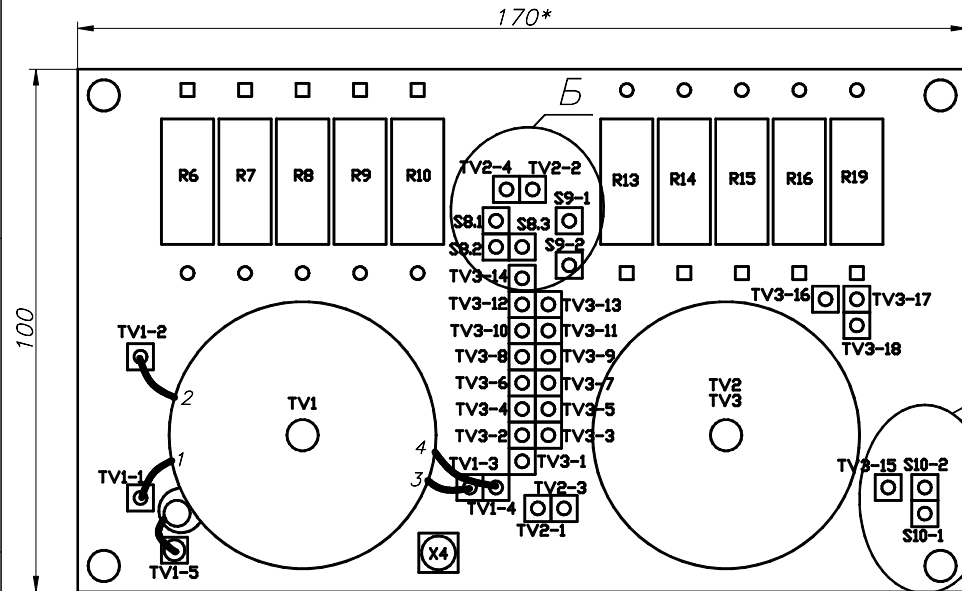 170*
100
Б
R6 R7 R8 R9 R10
R13 R14 R15 R16 R19
TV2-4 TV2-2
S9-1
S8.1 S8.3
S8.2 S9-2
TV3-14
TV3-12 TV3-13
TV3-10 TV3-11
TV3-8 TV3-9
TV3-6 TV3-7
TV3-4 TV3-5
TV3-2 TV3-3
TV3-1
TV3-16 TV3-17
TV3-18
TV1-2
2
TV1
TV2
TV3
1
TV1-1
4
3
TV1-3
TV1-4
TV2-3
TV2-1
TV3-15 S10-2
S10-1
X4
TV1-5